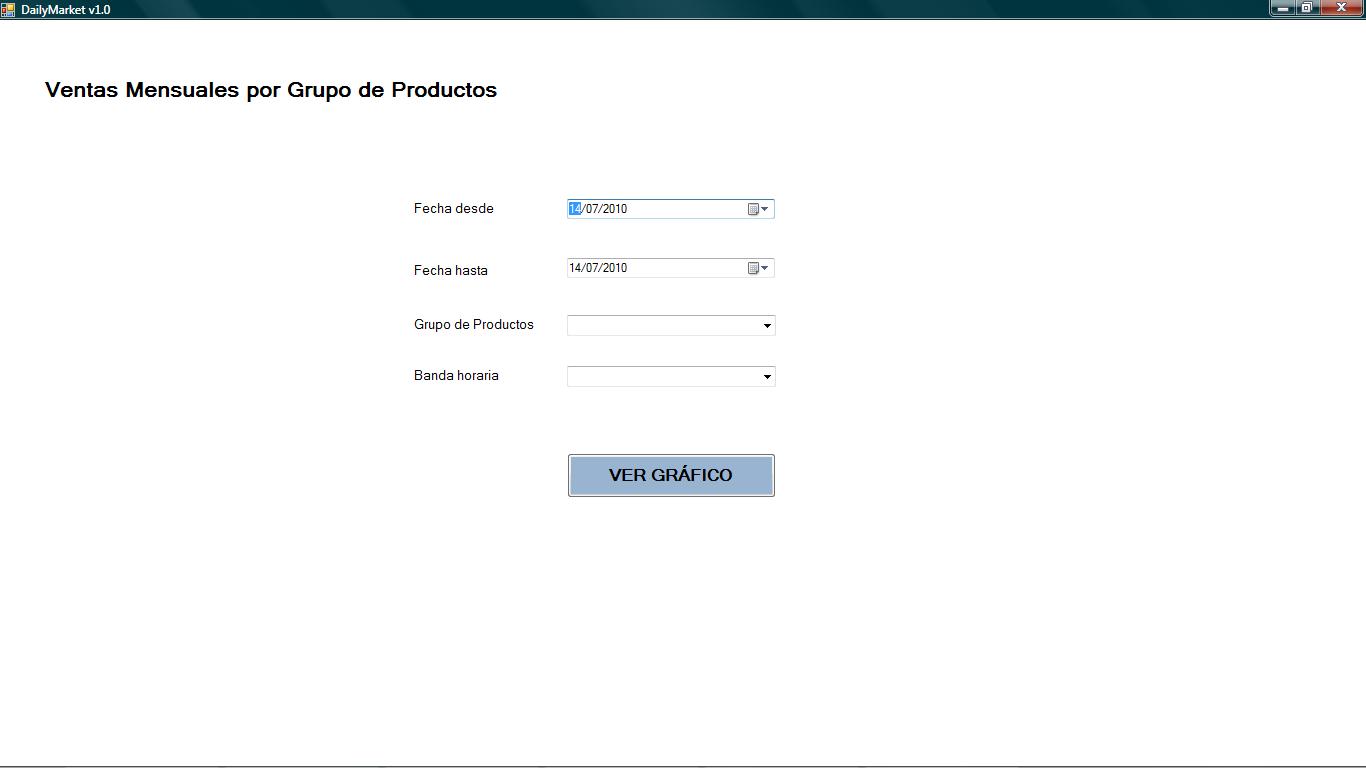 DailyMarket v1.0
Ventas Mensuales por Grupo de Productos
Fecha desde 14/07/2010
Fecha hasta 14/07/2010
Grupo de Productos
Banda horaria
VER GRÁFICO